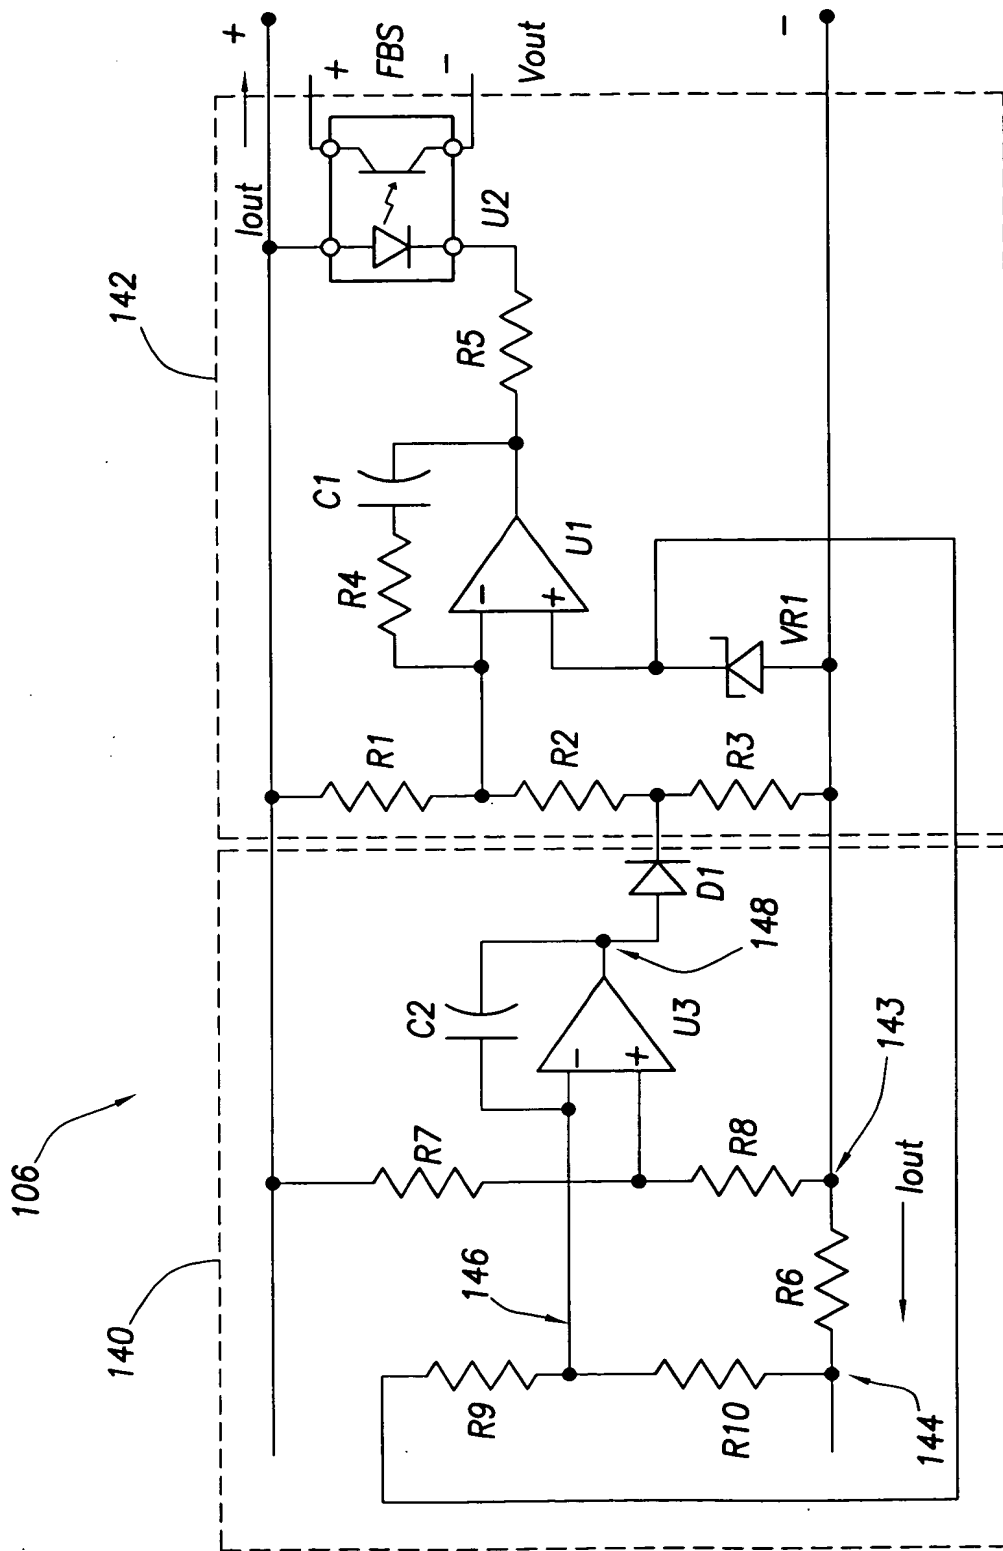 106
140
142
Iout
+
+
FBS
-
Vout
-
U2
R5
C1
R4
-
+
U1
VR1
R1
R2
R3
D1
148
C2
-
+
U3
143
R7
R8
146
R6
Iout
R9
R10
144